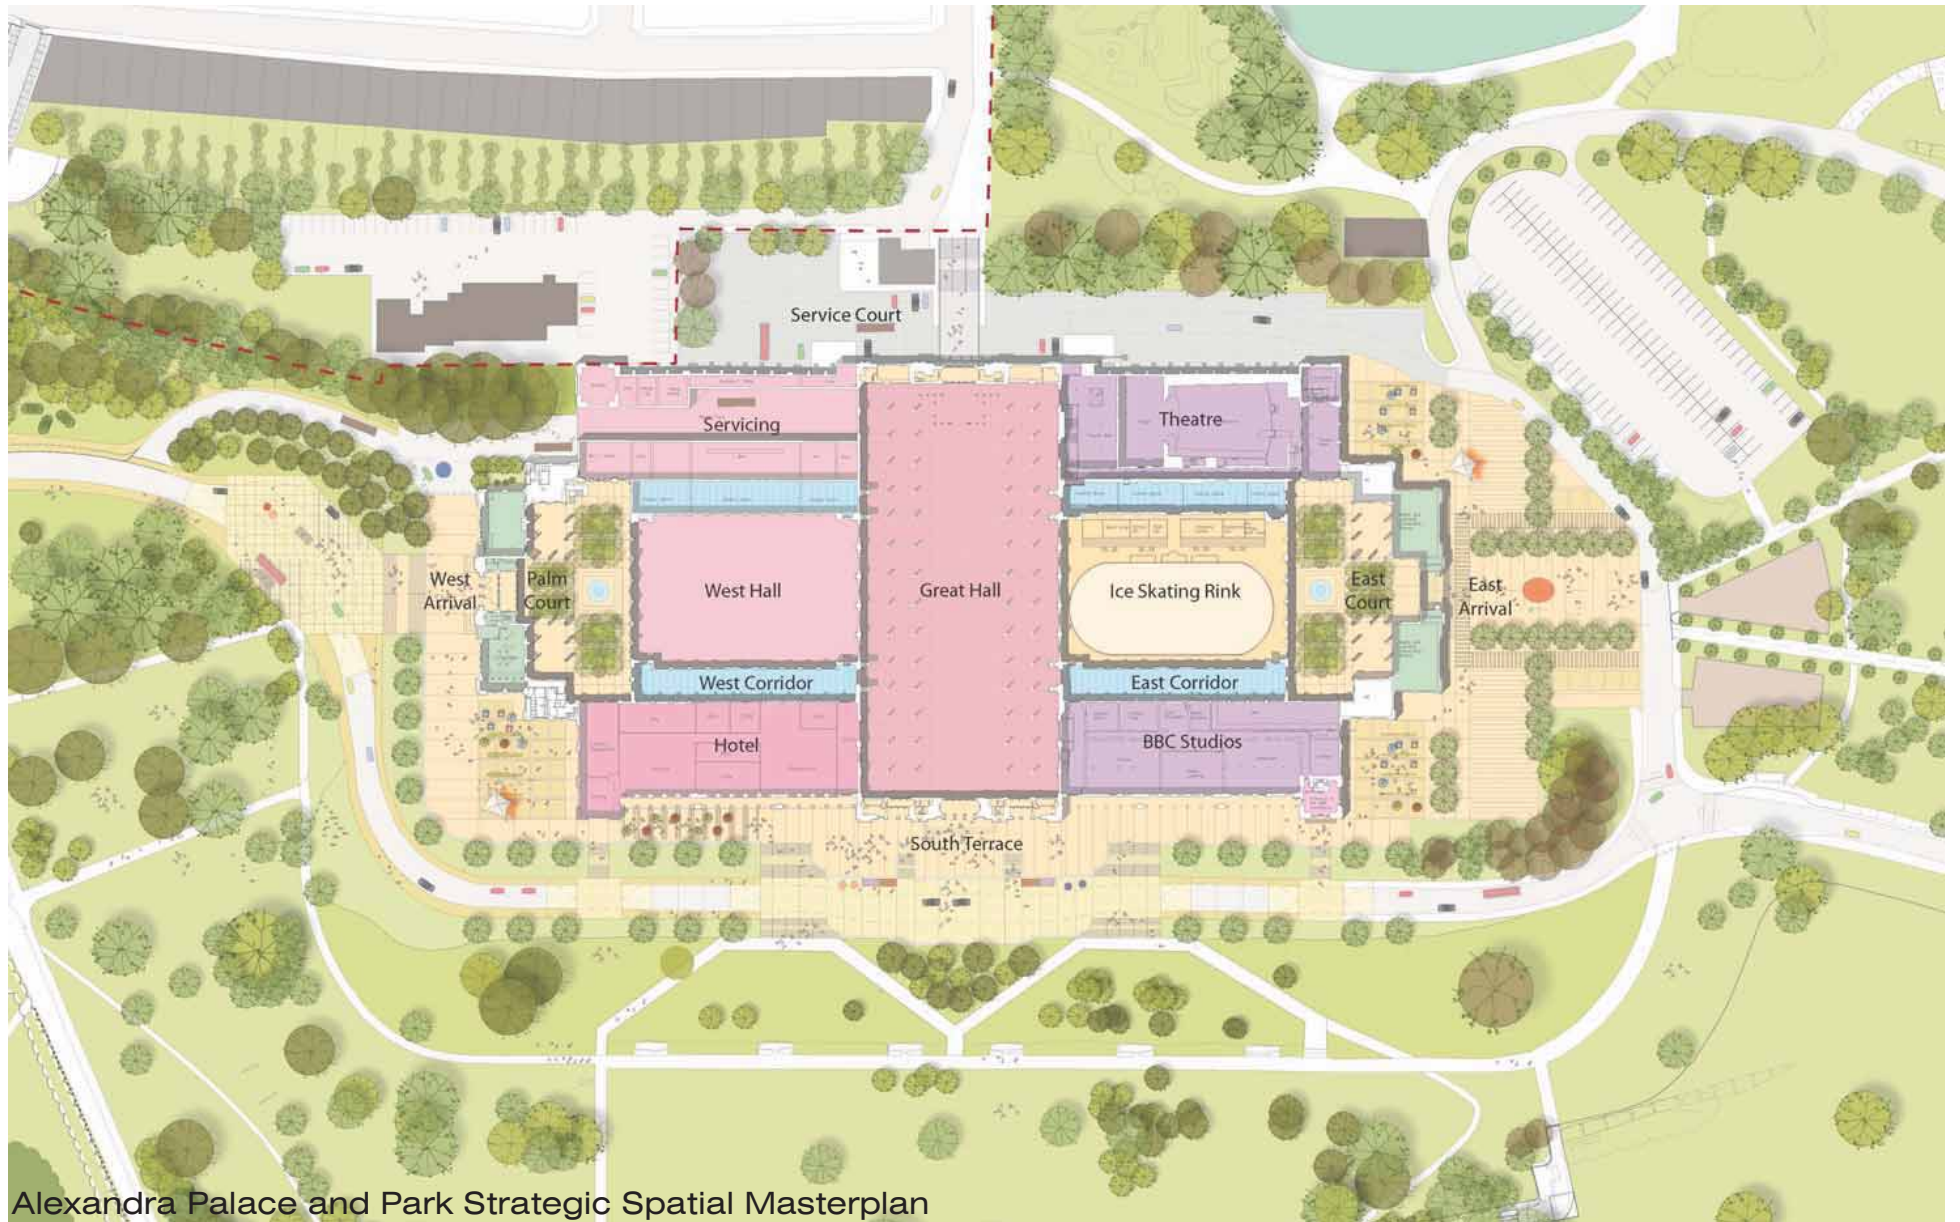 Service Court
Servicing
Theatre
West
Arrival
Palm
Court
West Hall
Great Hall
Ice Skating Rink
East
Court
East
Arrival
West Corridor
East Corridor
Hotel
BBC Studios
South Terrace
Alexandra Palace and Park Strategic Spatial Masterplan